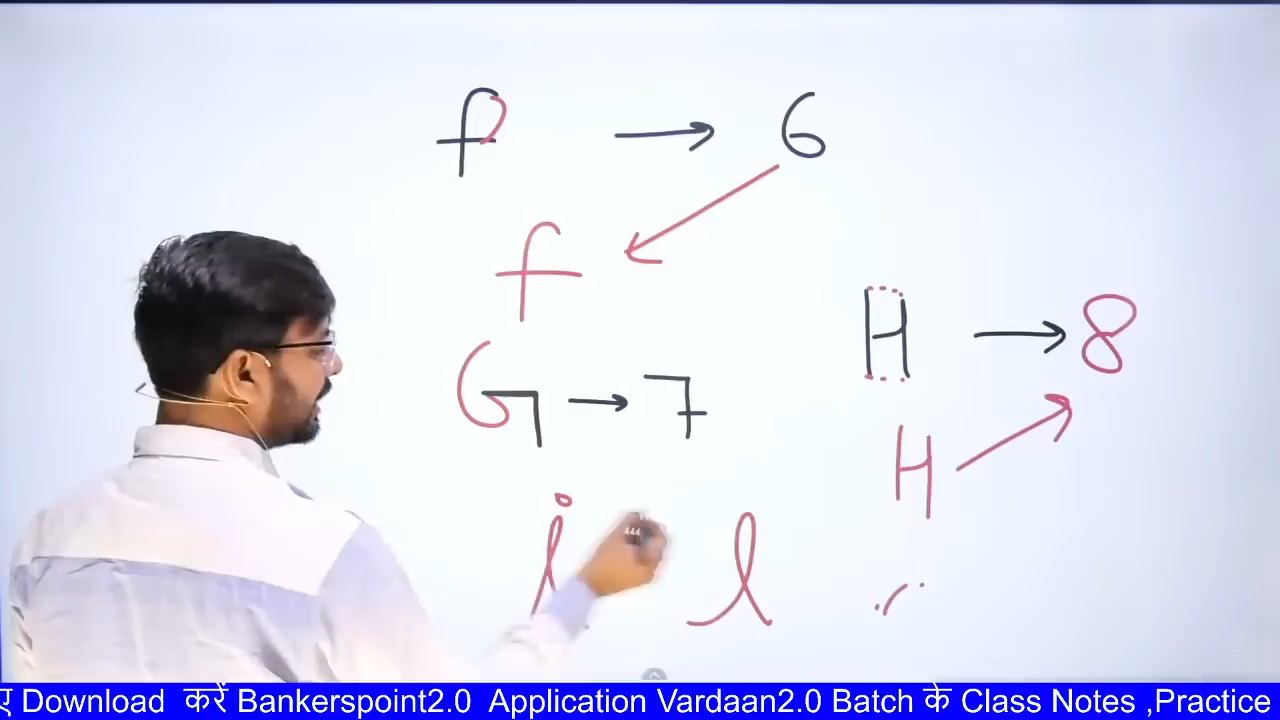 f → 6
f
H → 8
G → 7
H
i l
ए Download करें Bankerspoint2.0 Application Vardaan2.0 Batch के Class Notes ,Practice